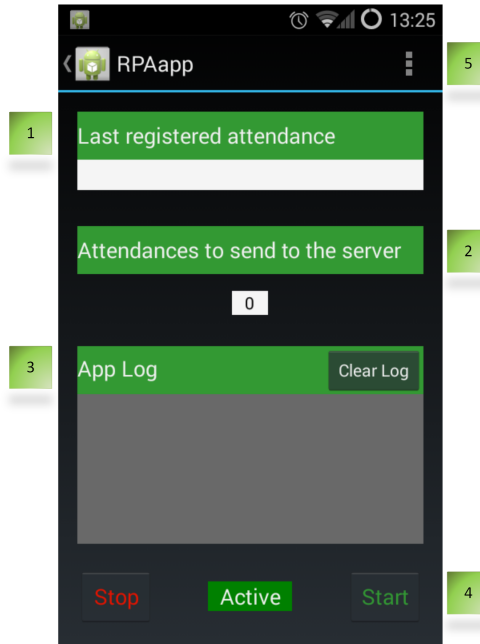 13:25
RPAapp
5
1
Last registered attendance
Attendances to send to the server
2
0
3
App Log
Clear Log
Stop
Active
Start
4